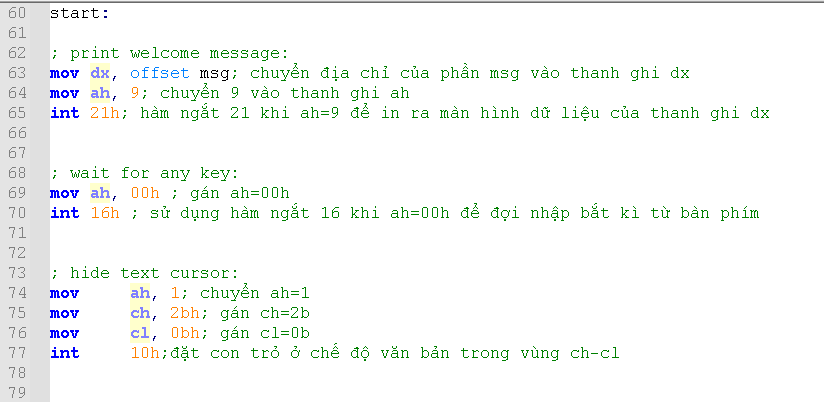 60 start:
61
62 ; print welcome message:
63 mov dx, offset msg; chuyển địa chỉ của phần msg vào thanh ghi dx
64 mov ah, 9; chuyển 9 vào thanh ghi ah
65 int 21h; hàm ngắt 21 khi ah=9 để in ra màn hình dữ liệu của thanh ghi dx
66
67
68 ; wait for any key:
69 mov ah, 00h ; gán ah=00h
70 int 16h ; sử dụng hàm ngắt 16 khi ah=00h để đợi nhập bắt kì từ bàn phím
71
72
73 ; hide text cursor:
74 mov     ah, 1; chuyển ah=1
75 mov     ch, 2bh; gán ch=2b
76 mov     cl, 0bh; gán cl=0b
77 int     10h;đặt con trỏ ở chế độ văn bản trong vùng ch-cl
78
79